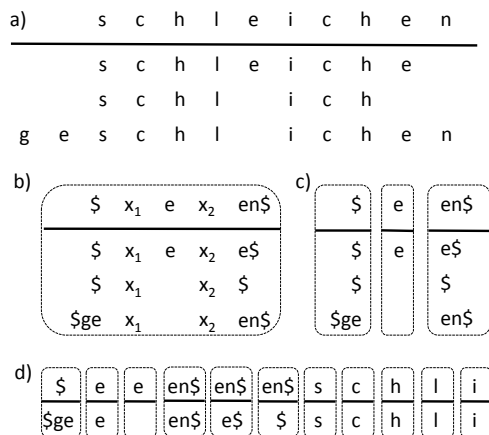 a) s c h l e i c h e n
s c h l e i c h e
s c h l i c h
g e s c h l i c h e n
b) c)
$ x₁ e x₂ en$ $ e en$
$ x₁ e x₂ e$ $ e e$
$ x₁ x₂ $ $ $
$ge x₁ x₂ en$ $ge en$
d) $ e e en$ en$ en$ s c h l i
$ge e en$ e$ $ s c h l i